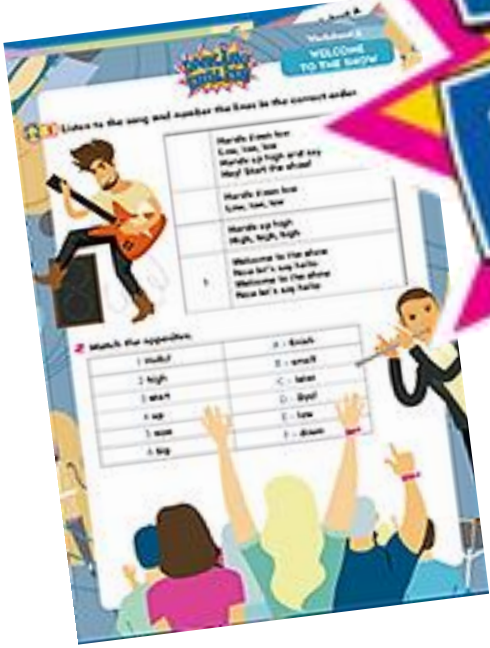 WELCOME
TO THE SHOW
Listen to the song and number the lines in the correct order.
Hands down low
Low, low, low
Hands up high and say
Hey! Start the show!
Hands down low
Low, low, low
Hands up high
High, high, high
1
Welcome to the show
Now let's say hello
Welcome to the show
Now let's say hello
2 Match the opposites.
1 Hello!
A - finish
2 high
B - small
3 start
C - later
4 up
D - Bye!
5 now
E - low
6 big
F - down